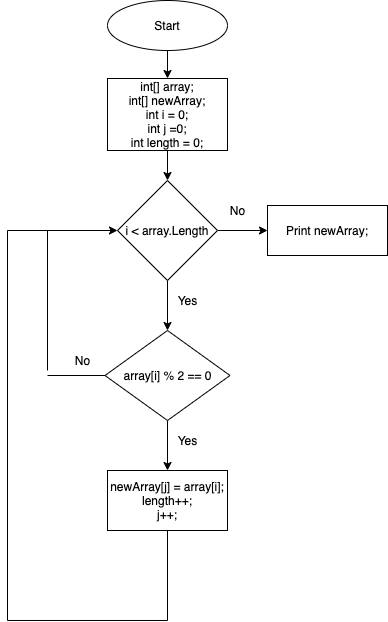 Start
int[] array;
int[] newArray;
int i = 0;
int j =0;
int length = 0;
i < array.Length
No
Print newArray;
Yes
No
array[i] % 2 == 0
Yes
newArray[j] = array[i];
length++;
j++;